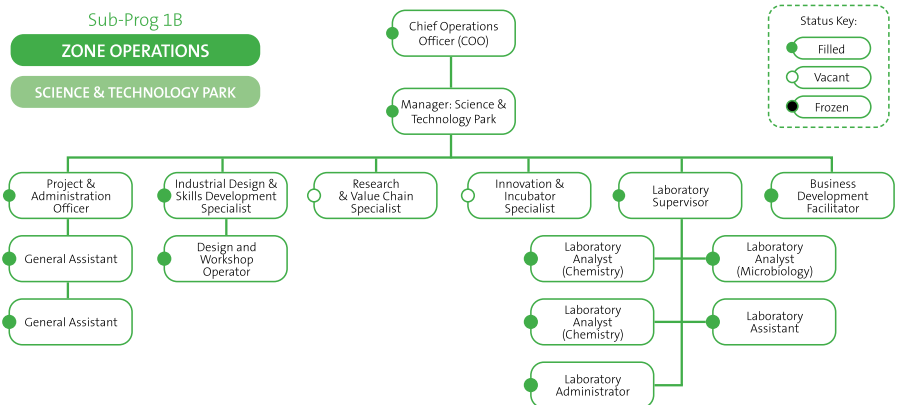 Sub-Prog 1B
ZONE OPERATIONS
SCIENCE & TECHNOLOGY PARK
Chief Operations
Officer (COO)
Status Key:
Filled
Vacant
Frozen
Manager: Science &
Technology Park
Project &
Administration
Officer
Industrial Design &
Skills Development
Specialist
Research
& Value Chain
Specialist
Innovation &
Incubator
Specialist
Laboratory
Supervisor
Business
Development
Facilitator
General Assistant
Design and
Workshop
Operator
Laboratory
Analyst
(Chemistry)
Laboratory
Analyst
(Microbiology)
General Assistant
Laboratory
Analyst
(Chemistry)
Laboratory
Assistant
Laboratory
Administrator